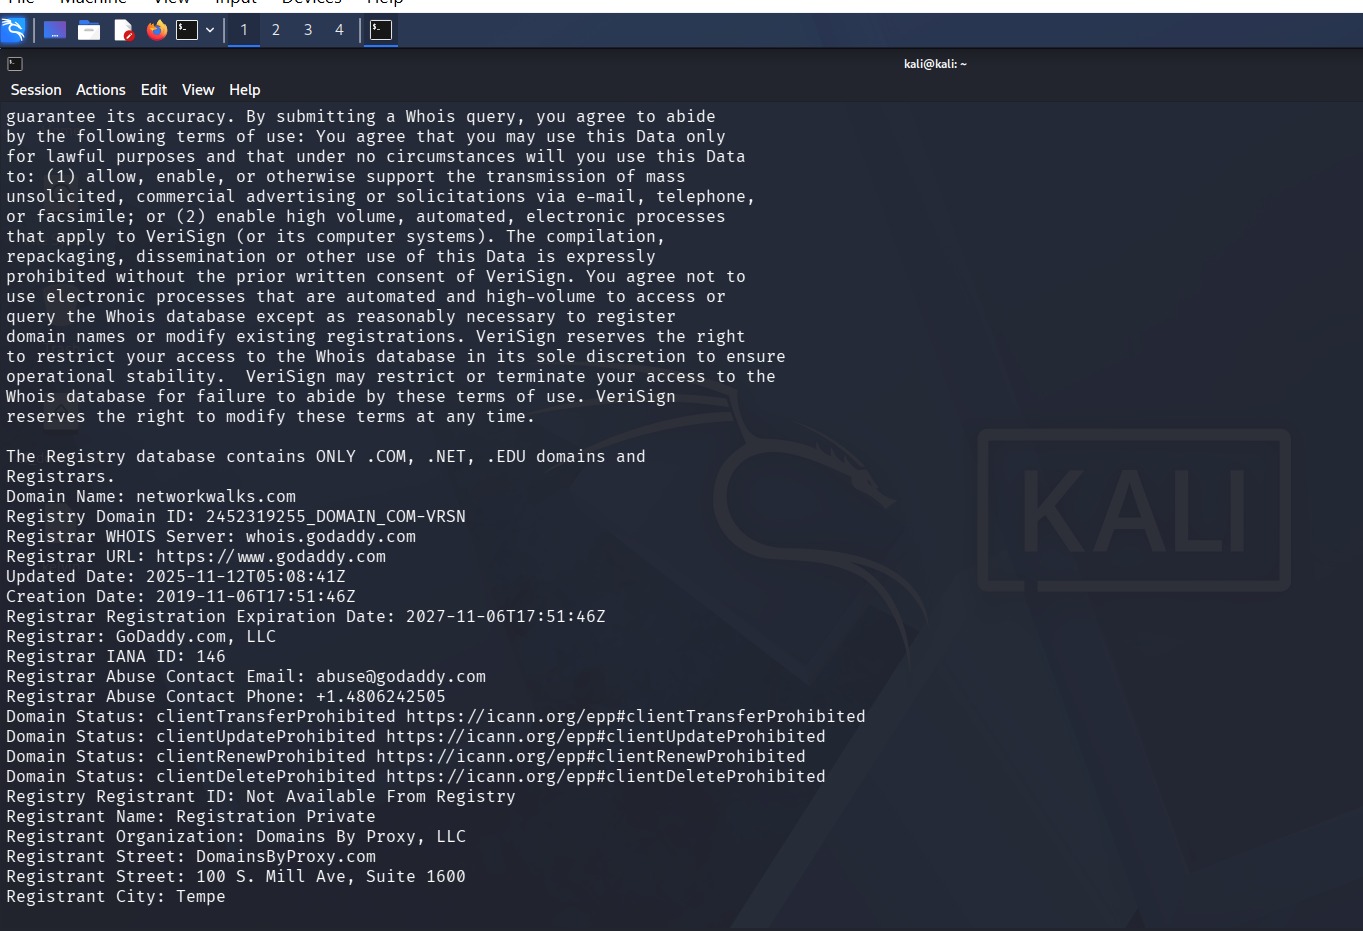 File Machine View Input Devices Help
1 2 3 4
kali@kali: ~
Session Actions Edit View Help
guarantee its accuracy. By submitting a Whois query, you agree to abide
by the following terms of use: You agree that you may use this Data only
for lawful purposes and that under no circumstances will you use this Data
to: (1) allow, enable, or otherwise support the transmission of mass
unsolicited, commercial advertising or solicitations via e-mail, telephone,
or facsimile; or (2) enable high volume, automated, electronic processes
that apply to VeriSign (or its computer systems). The compilation,
repackaging, dissemination or other use of this Data is expressly
prohibited without the prior written consent of VeriSign. You agree not to
use electronic processes that are automated and high-volume to access or
query the Whois database except as reasonably necessary to register
domain names or modify existing registrations. VeriSign reserves the right
to restrict your access to the Whois database in its sole discretion to ensure
operational stability.  VeriSign may restrict or terminate your access to the
Whois database for failure to abide by these terms of use. VeriSign
reserves the right to modify these terms at any time.
The Registry database contains ONLY .COM, .NET, .EDU domains and
Registrars.
Domain Name: networkwalks.com
Registry Domain ID: 2452319255_DOMAIN_COM-VRSN
Registrar WHOIS Server: whois.godaddy.com
Registrar URL: https://www.godaddy.com
Updated Date: 2025-11-12T05:08:41Z
Creation Date: 2019-11-06T17:51:46Z
Registrar Registration Expiration Date: 2027-11-06T17:51:46Z
Registrar: GoDaddy.com, LLC
Registrar IANA ID: 146
Registrar Abuse Contact Email: abuse@godaddy.com
Registrar Abuse Contact Phone: +1.4806242505
Domain Status: clientTransferProhibited https://icann.org/epp#clientTransferProhibited
Domain Status: clientUpdateProhibited https://icann.org/epp#clientUpdateProhibited
Domain Status: clientRenewProhibited https://icann.org/epp#clientRenewProhibited
Domain Status: clientDeleteProhibited https://icann.org/epp#clientDeleteProhibited
Registry Registrant ID: Not Available From Registry
Registrant Name: Registration Private
Registrant Organization: Domains By Proxy, LLC
Registrant Street: DomainsByProxy.com
Registrant Street: 100 S. Mill Ave, Suite 1600
Registrant City: Tempe
KALI